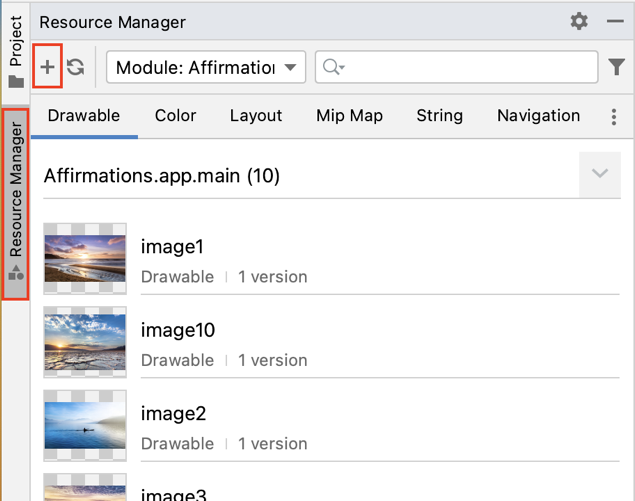 Project
Resource Manager
Resource Manager
Module: Affirmatio
Drawable Color Layout Mip Map String Navigation
Affirmations.app.main (10)
image1
Drawable 1 version
image10
Drawable 1 version
image2
Drawable 1 version
image3